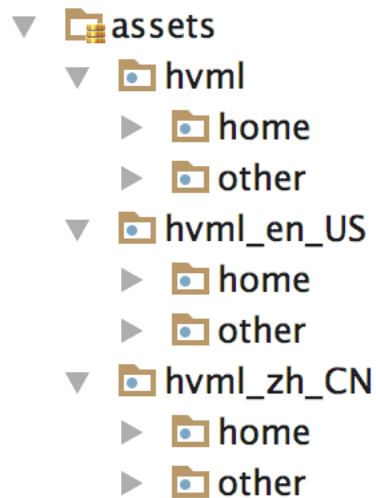 assets
hvml
home
other
hvml_en_US
home
other
hvml_zh_CN
home
other